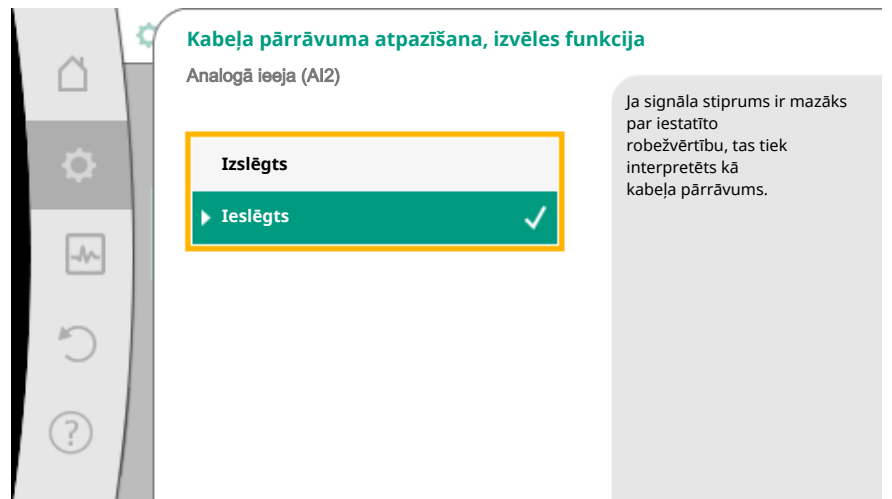 Kabeļa pārrāvuma atpazīšana, izvēles funkcija
Analogā ieeja (AI2)
Izslēgts
Ieslēgts
Ja signāla stiprums ir mazāks
par iestatīto
robežvērtību, tas tiek
interpretēts kā
kabeļa pārrāvums.